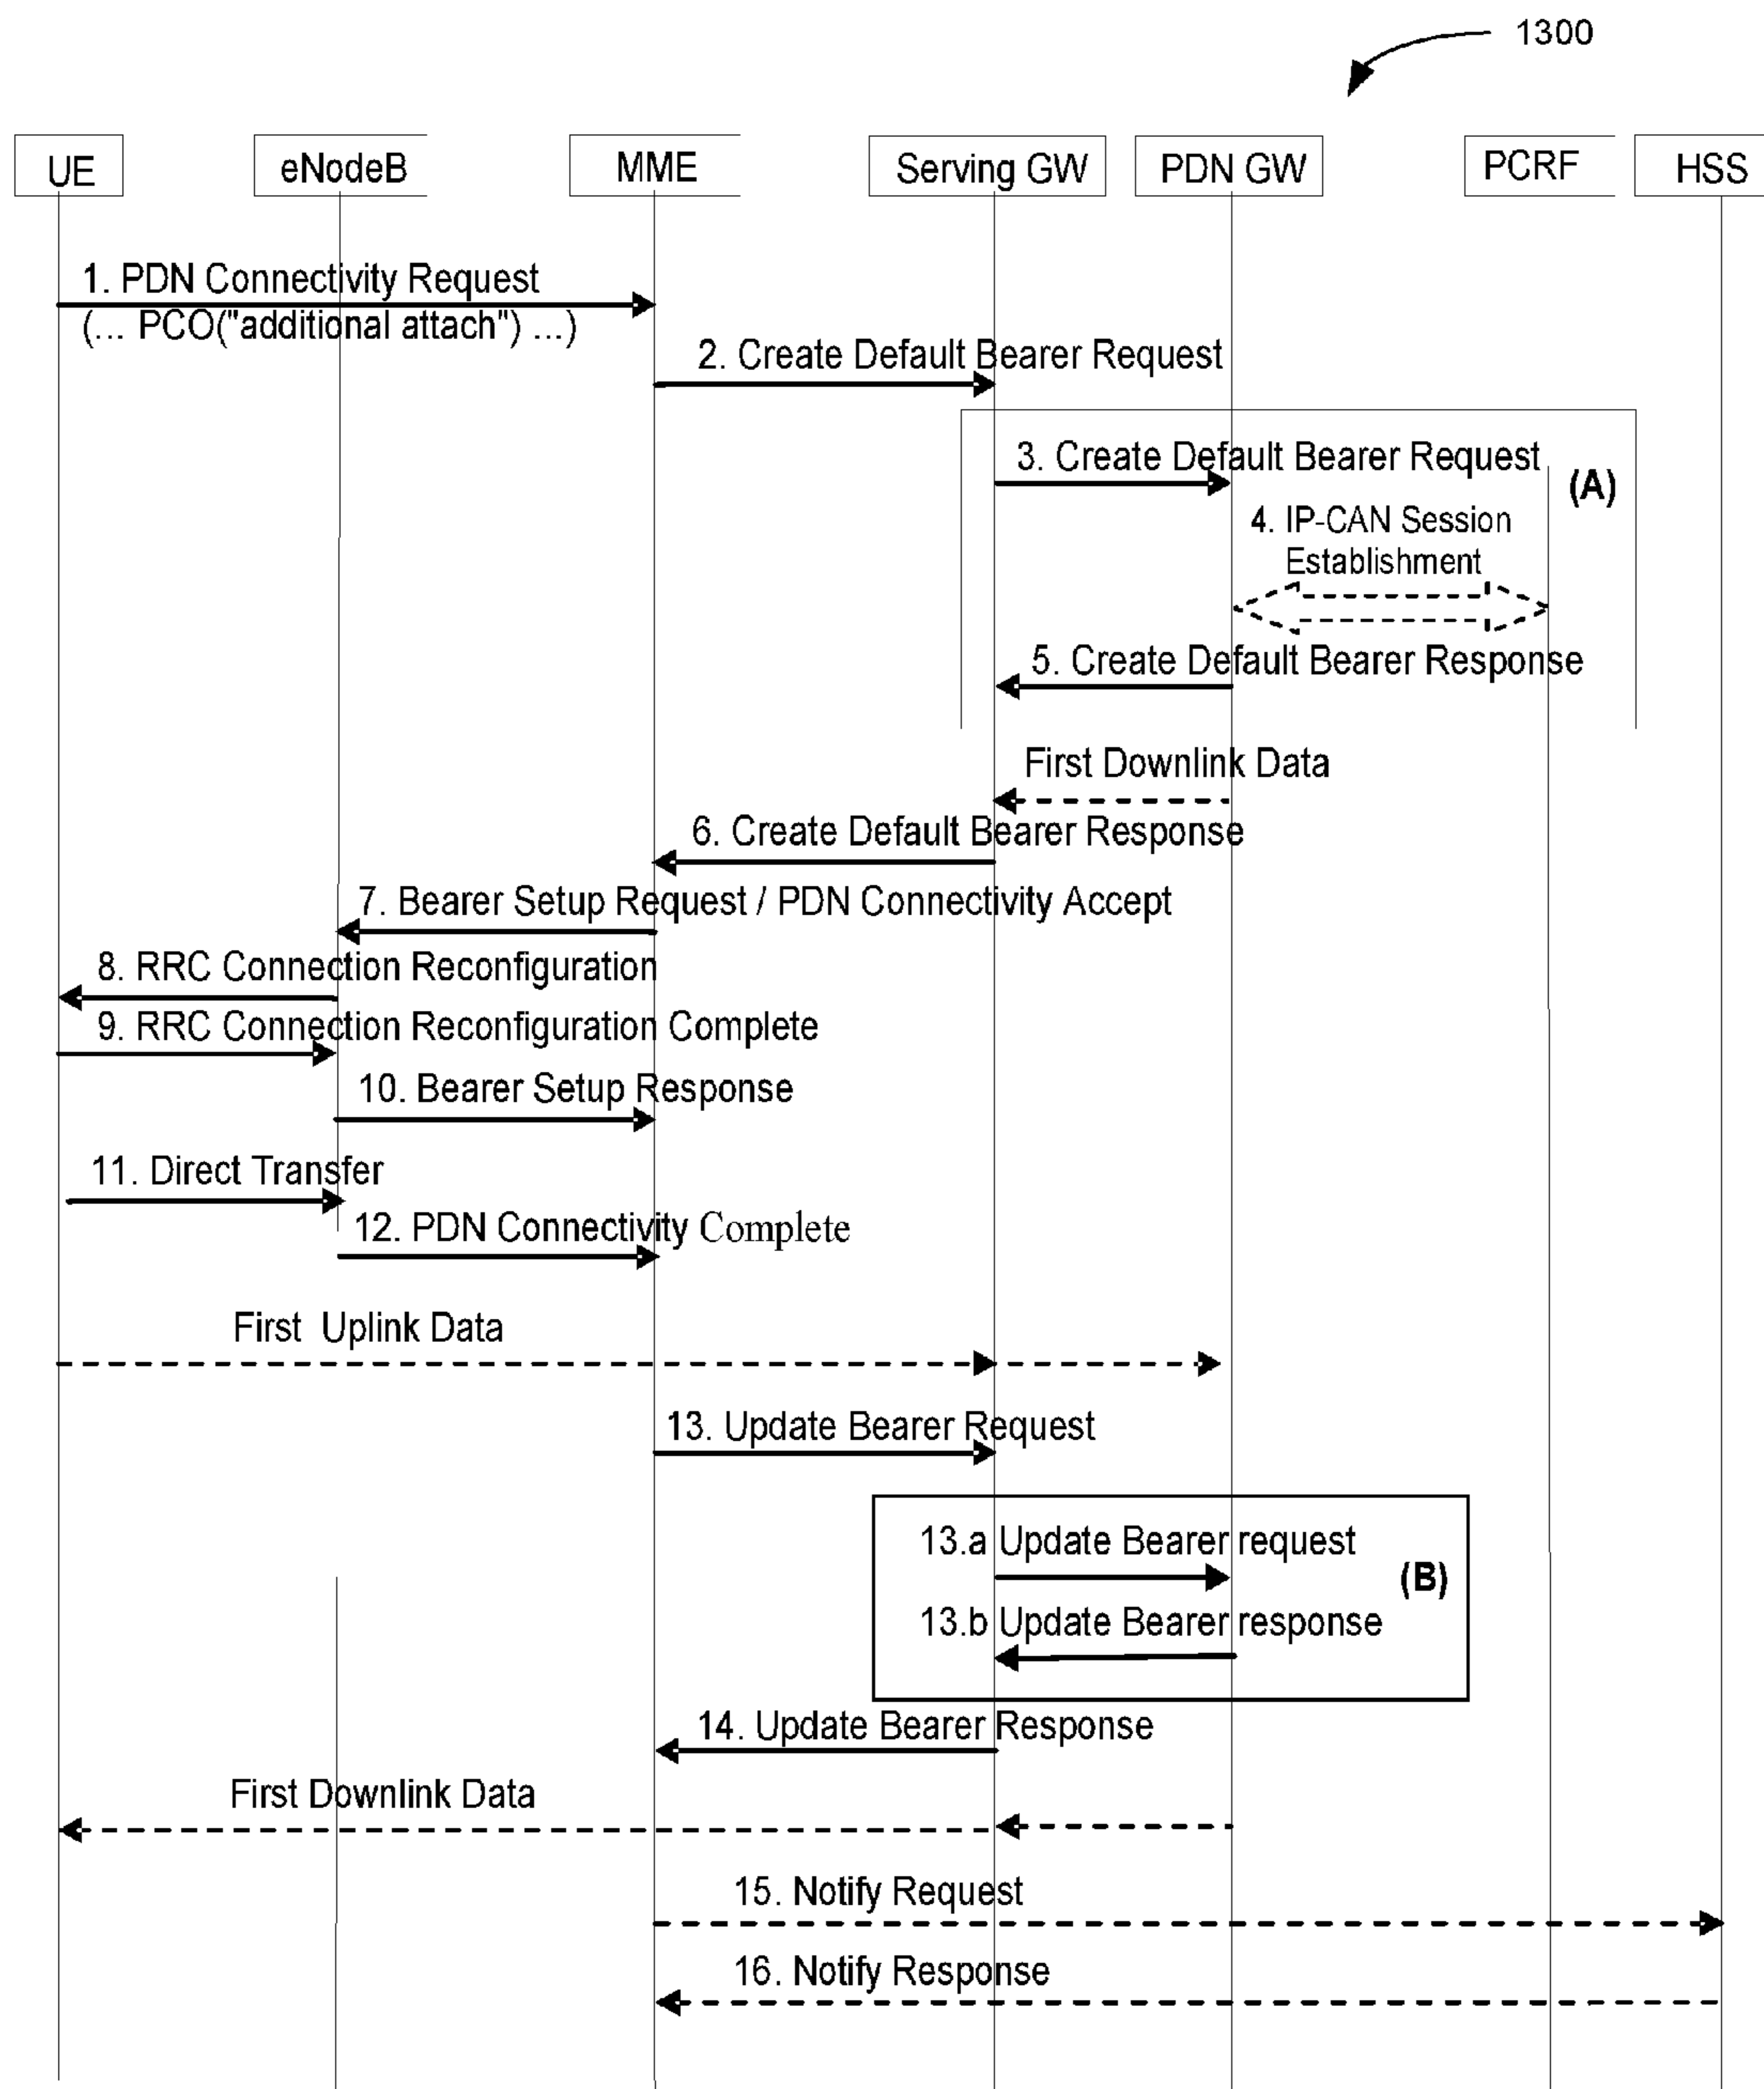 1300
UE
eNodeB
MME
Serving GW
PDN GW
PCRF
HSS
1. PDN Connectivity Request
(... PCO("additional attach") ...)
2. Create Default Bearer Request
3. Create Default Bearer Request
(A)
4. IP-CAN Session
Establishment
5. Create Default Bearer Response
First Downlink Data
6. Create Default Bearer Response
7. Bearer Setup Request / PDN Connectivity Accept
8. RRC Connection Reconfiguration
9. RRC Connection Reconfiguration Complete
10. Bearer Setup Response
11. Direct Transfer
12. PDN Connectivity Complete
First Uplink Data
13. Update Bearer Request
13.a Update Bearer request
(B)
13.b Update Bearer response
14. Update Bearer Response
First Downlink Data
15. Notify Request
16. Notify Response